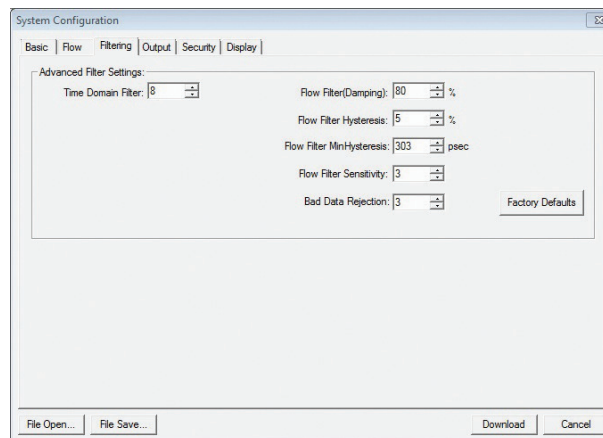 System Configuration
Basic Flow Filtering Output Security Display
Advanced Filter Settings:
Time Domain Filter: 8
Flow Filter(Damping): 80 %
Flow Filter Hysteresis: 5 %
Flow Filter MinHysteresis: 303 psec
Flow Filter Sensitivity: 3
Bad Data Rejection: 3
Factory Defaults
File Open... File Save... Download Cancel